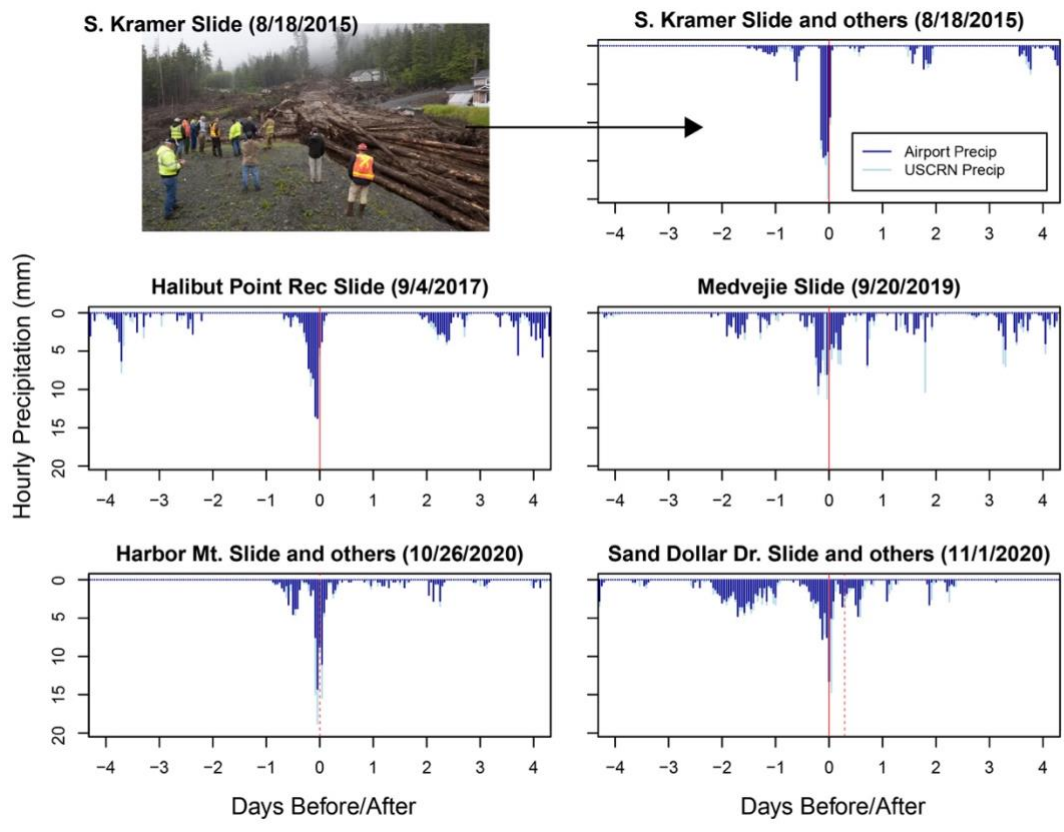 S. Kramer Slide (8/18/2015)
S. Kramer Slide and others (8/18/2015)
Airport Precip
USCRN Precip
−4 −3 −2 −1 0 1 2 3 4
Halibut Point Rec Slide (9/4/2017)
Medvejie Slide (9/20/2019)
Hourly Precipitation (mm)
0
5
10
15
20
−4 −3 −2 −1 0 1 2 3 4
−4 −3 −2 −1 0 1 2 3 4
Harbor Mt. Slide and others (10/26/2020)
Sand Dollar Dr. Slide and others (11/1/2020)
0
5
10
15
20
−4 −3 −2 −1 0 1 2 3 4
−4 −3 −2 −1 0 1 2 3 4
Days Before/After
Days Before/After